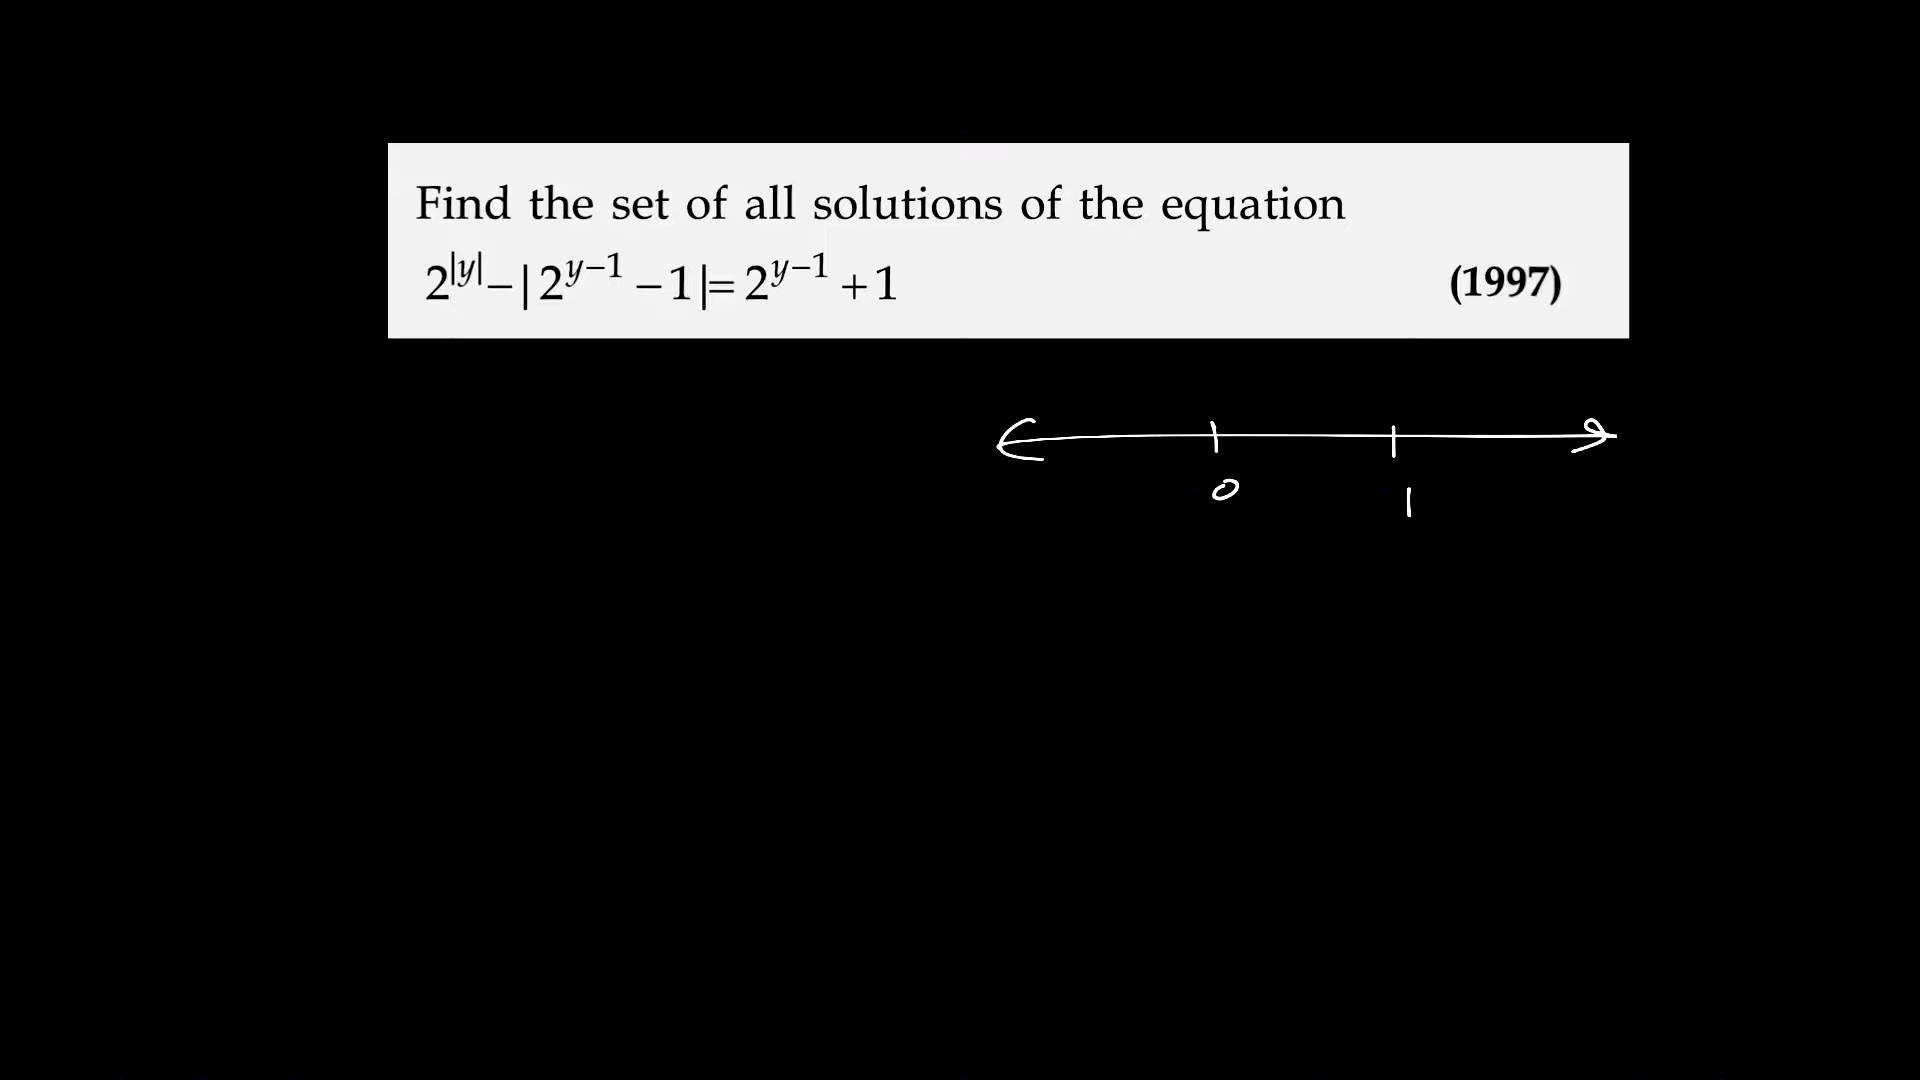 Find the set of all solutions of the equation
2^{|y|} − | 2^{y−1} − 1 | = 2^{y−1} + 1 (1997)
0 1